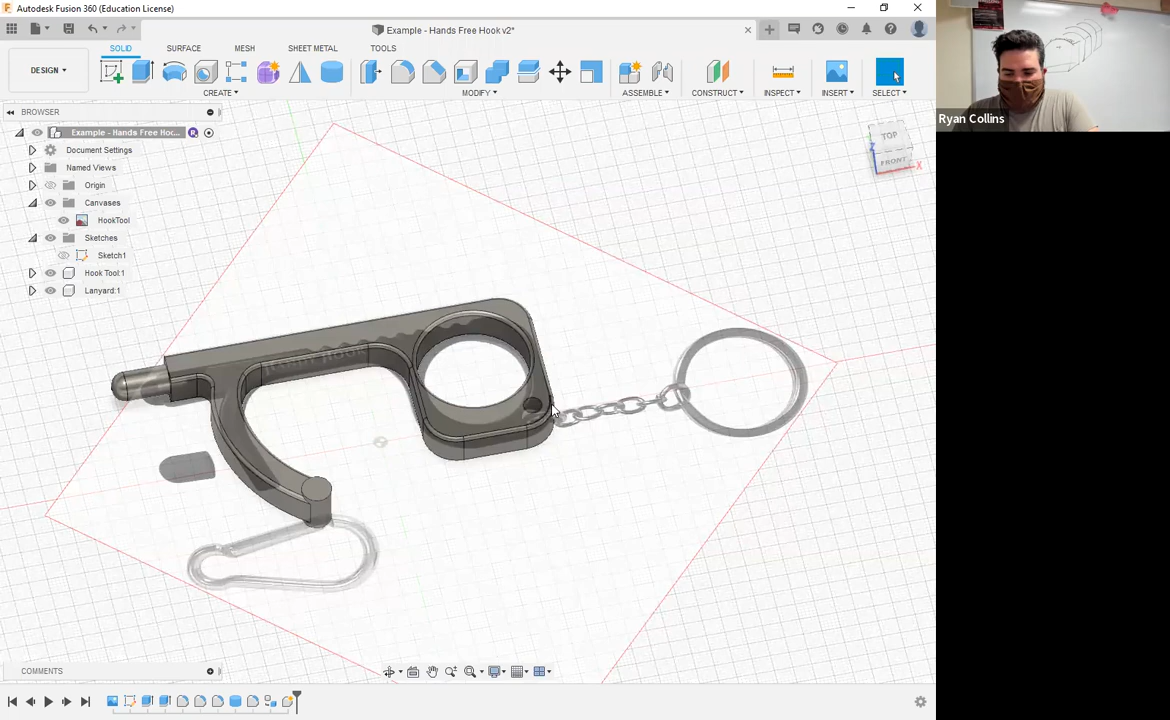 Autodesk Fusion 360 (Education License)
Example - Hands Free Hook v2*
DESIGN
SOLID
SURFACE
MESH
SHEET METAL
TOOLS
CREATE
MODIFY
ASSEMBLE
CONSTRUCT
INSPECT
INSERT
SELECT
BROWSER
Example - Hands Free Hoo...
R
Document Settings
Named Views
Origin
Canvases
HookTool
Sketches
Sketch1
Hook Tool:1
Lanyard:1
TOP
FRONT
Z
X
COMMENTS
Ryan Collins